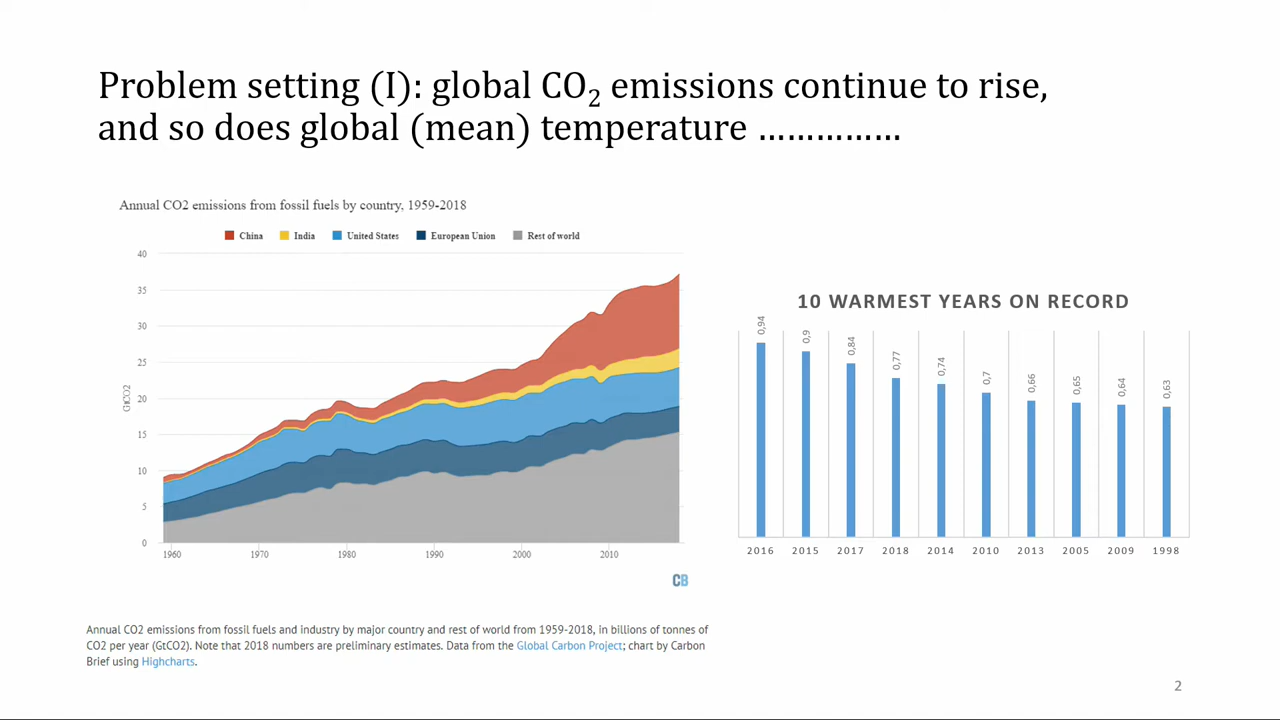 Problem setting (I): global CO₂ emissions continue to rise,
and so does global (mean) temperature ……………
Annual CO2 emissions from fossil fuels by country, 1959-2018
China India United States European Union Rest of world
40
35
30
25
20
15
10
5
0
GtCO2
1960 1970 1980 1990 2000 2010
CB
Annual CO2 emissions from fossil fuels and industry by major country and rest of world from 1959-2018, in billions of tonnes of
CO2 per year (GtCO2). Note that 2018 numbers are preliminary estimates. Data from the Global Carbon Project; chart by Carbon
Brief using Highcharts.
10 WARMEST YEARS ON RECORD
0,94 0,9 0,84 0,77 0,74 0,7 0,66 0,65 0,64 0,63
2016 2015 2017 2018 2014 2010 2013 2005 2009 1998
2